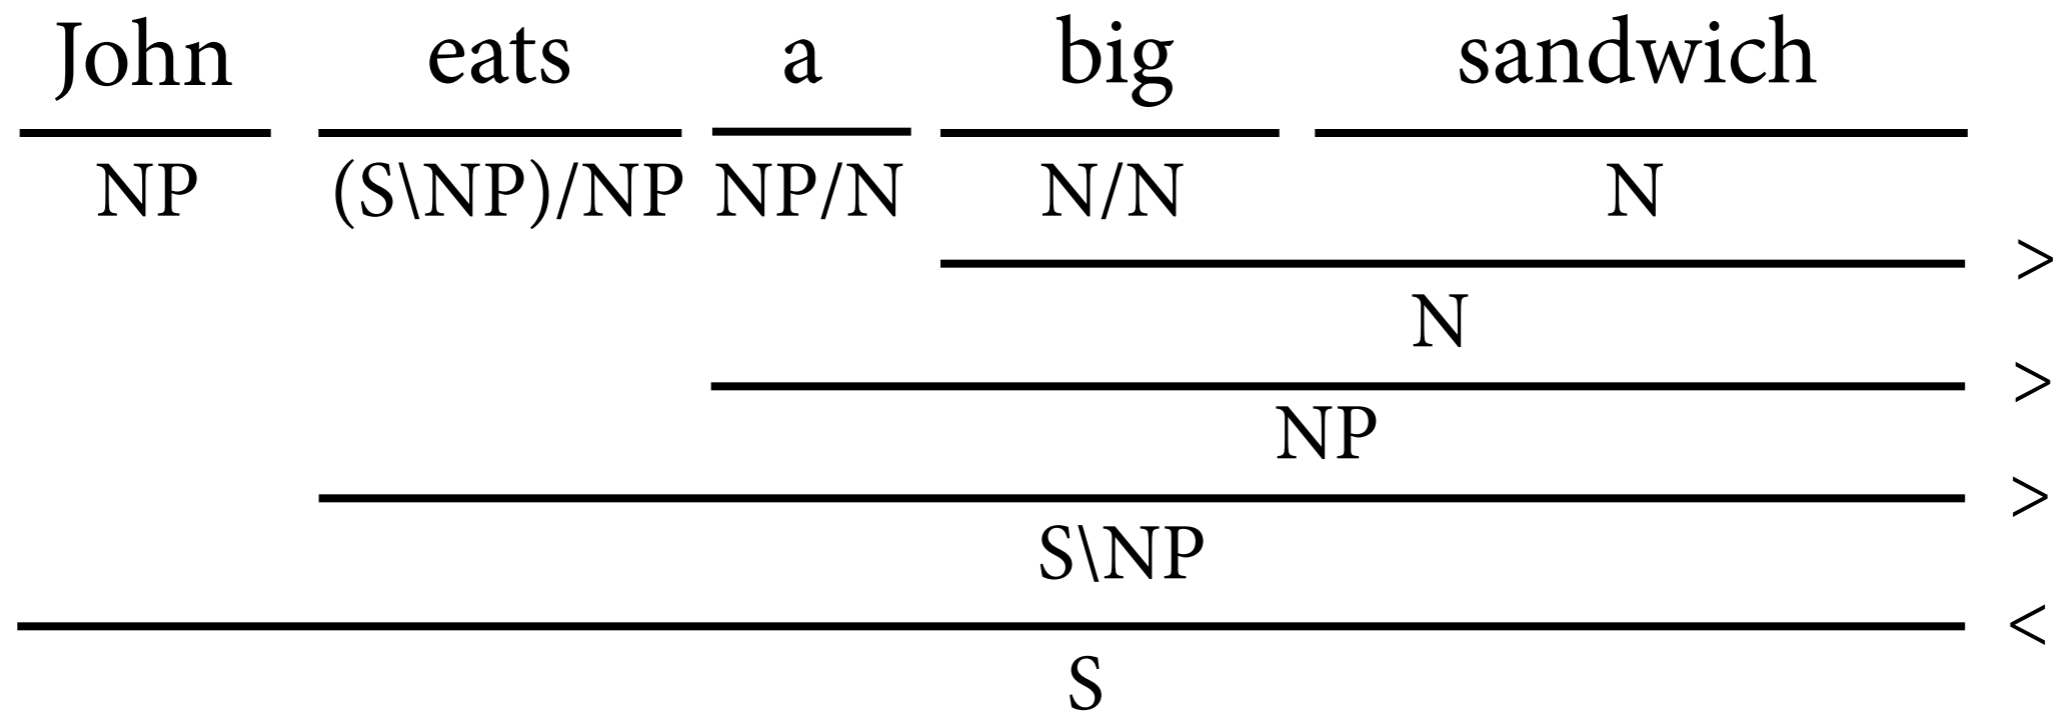 John eats a big sandwich
NP (S\NP)/NP NP/N N/N N
>
N
>
NP
>
S\NP
<
S